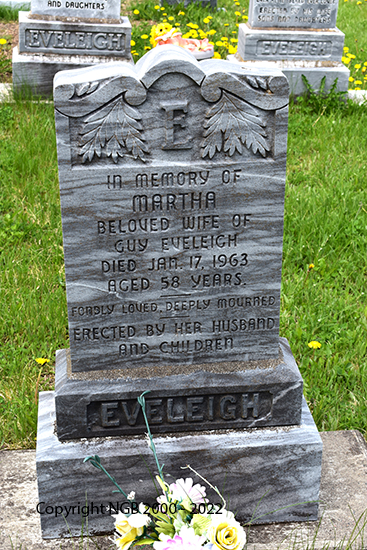 AND DAUGHTERS
EVELEIGH
EVELEIGH
E
IN MEMORY OF
MARTHA
BELOVED WIFE OF
GUY EVELEIGH
DIED JAN. 17, 1963
AGED 58 YEARS.
FONDLY LOVED, DEEPLY MOURNED
ERECTED BY HER HUSBAND
AND CHILDREN
EVELEIGH
Copyright NGB 2000 - 2022